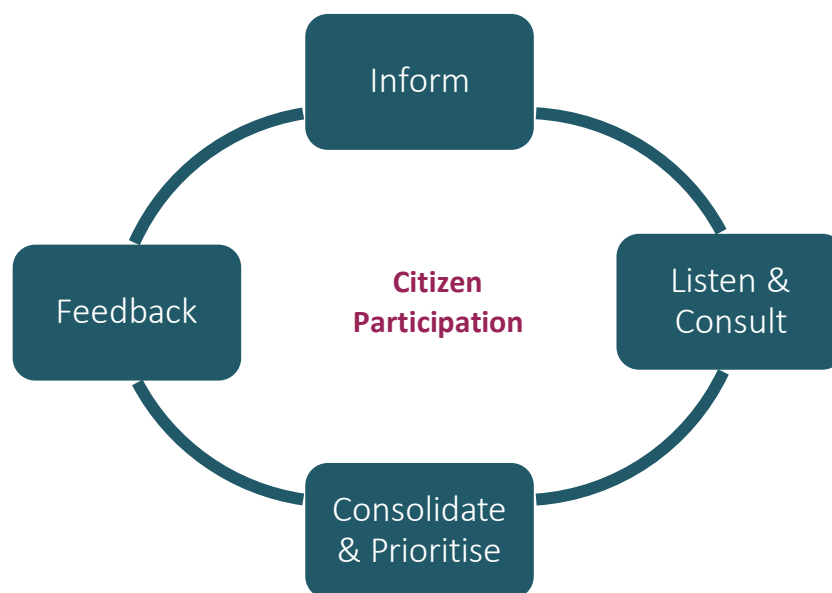 Inform
Listen &
Consult
Citizen
Participation
Feedback
Consolidate
& Prioritise